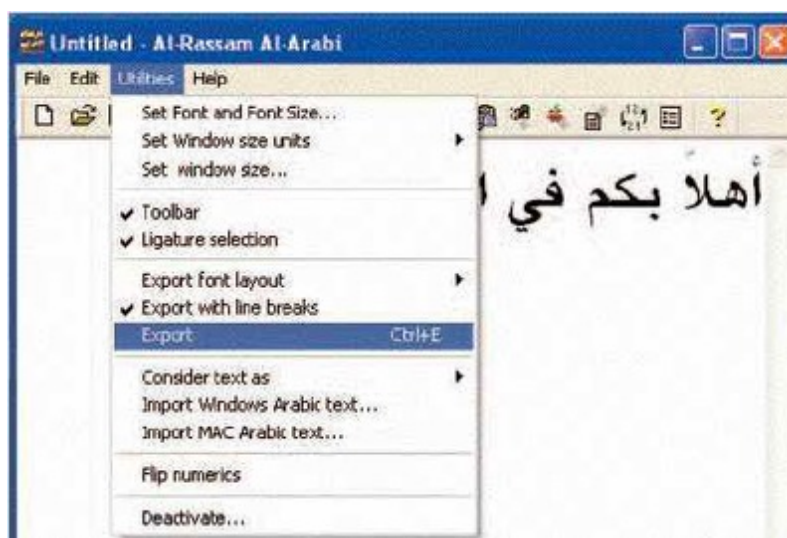 Untitled - Al-Rassam Al-Arabi
File Edit Utilities Help
Set Font and Font Size...
Set Window size units
Set window size...
Toolbar
Ligature selection
Export font layout
Export with line breaks
Export Ctrl+E
Consider text as
Import Windows Arabic text...
Import MAC Arabic text...
Flip numerics
Deactivate...
أهلاً بكم في